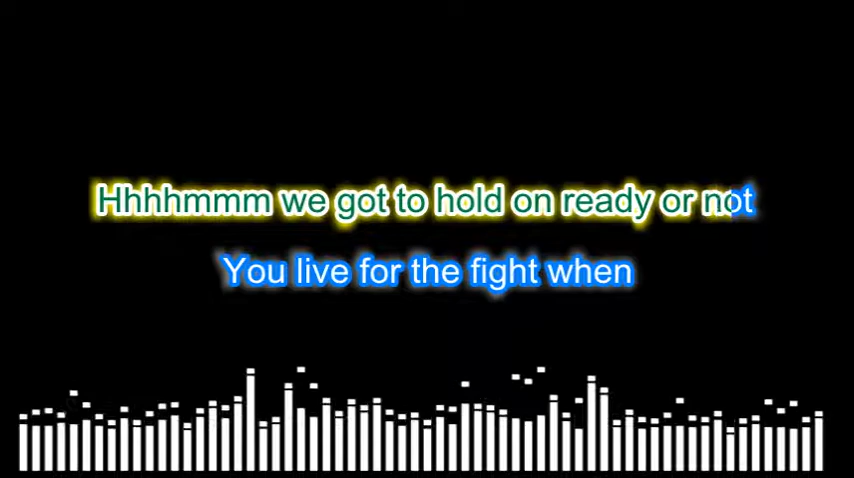 Hhhhmmm we got to hold on ready or not
You live for the fight when